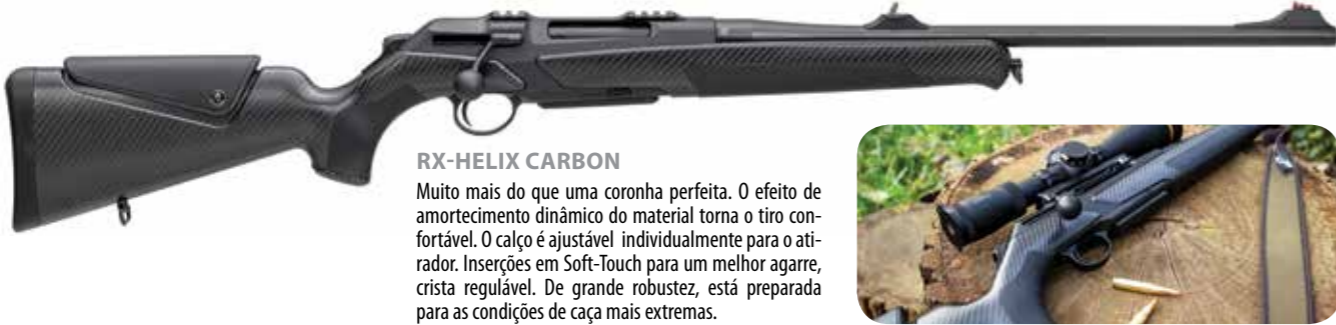 RX-HELIX CARBON
Muito mais do que uma coronha perfeita. O efeito de
amortecimento dinâmico do material torna o tiro con-
fortável. O calço é ajustável individualmente para o ati-
rador. Inserções em Soft-Touch para um melhor agarre,
crista regulável. De grande robustez, está preparada
para as condições de caça mais extremas.